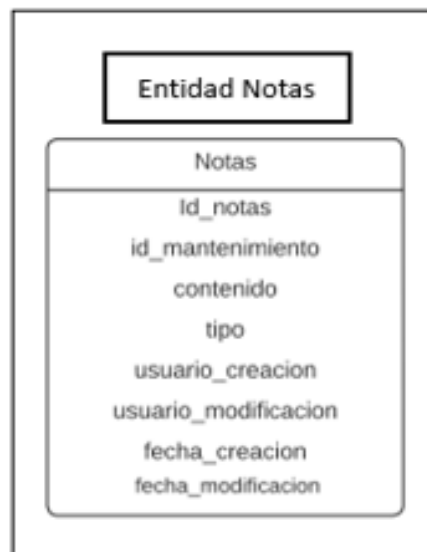 Entidad Notas
Notas
Id_notas
id_mantenimiento
contenido
tipo
usuario_creacion
usuario_modificacion
fecha_creacion
fecha_modificacion